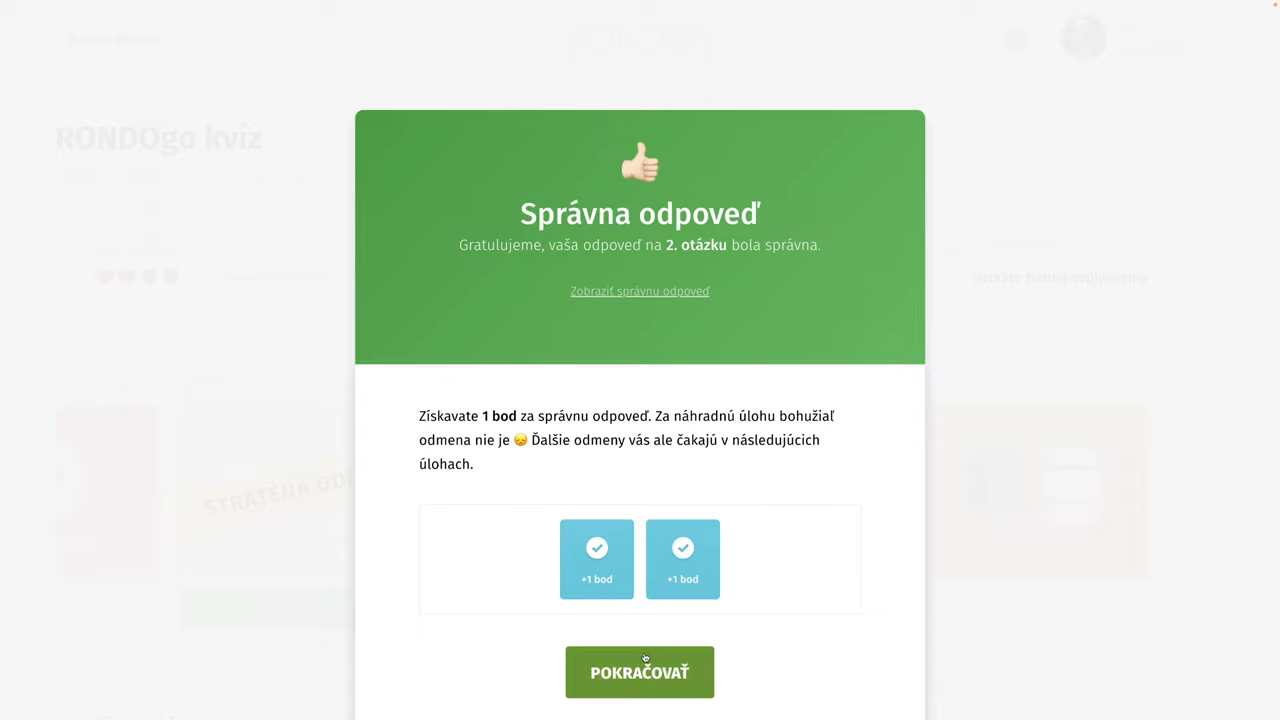 RONDOgo kvíz
Správna odpoveď
Gratulujeme, vaša odpoveď na 2. otázku bola správna.
Zobraziť správnu odpoveď
Získavate 1 bod za správnu odpoveď. Za náhradnú úlohu bohužiaľ
odmena nie je 😞 Ďalšie odmeny vás ale čakajú v následujúcich
úlohach.
STRATENA
+1 bod
+1 bod
POKRAČOVAŤ